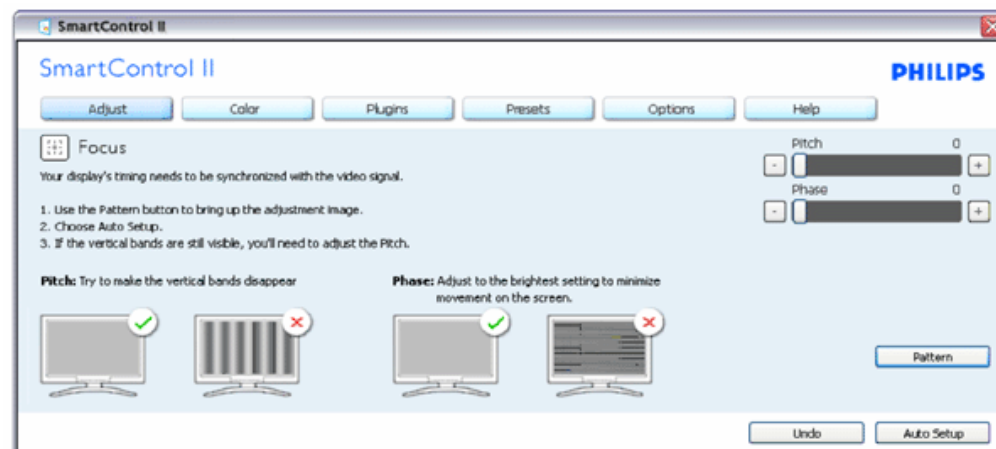 SmartControl II
SmartControl II
PHILIPS
Adjust Color Plugins Presets Options Help
Focus
Your display's timing needs to be synchronized with the video signal.
1. Use the Pattern button to bring up the adjustment image.
2. Choose Auto Setup.
3. If the vertical bands are still visible, you'll need to adjust the Pitch.
Pitch 0
- +
Phase 0
- +
Pitch: Try to make the vertical bands disappear
Phase: Adjust to the brightest setting to minimize
movement on the screen.
Pattern
Undo Auto Setup